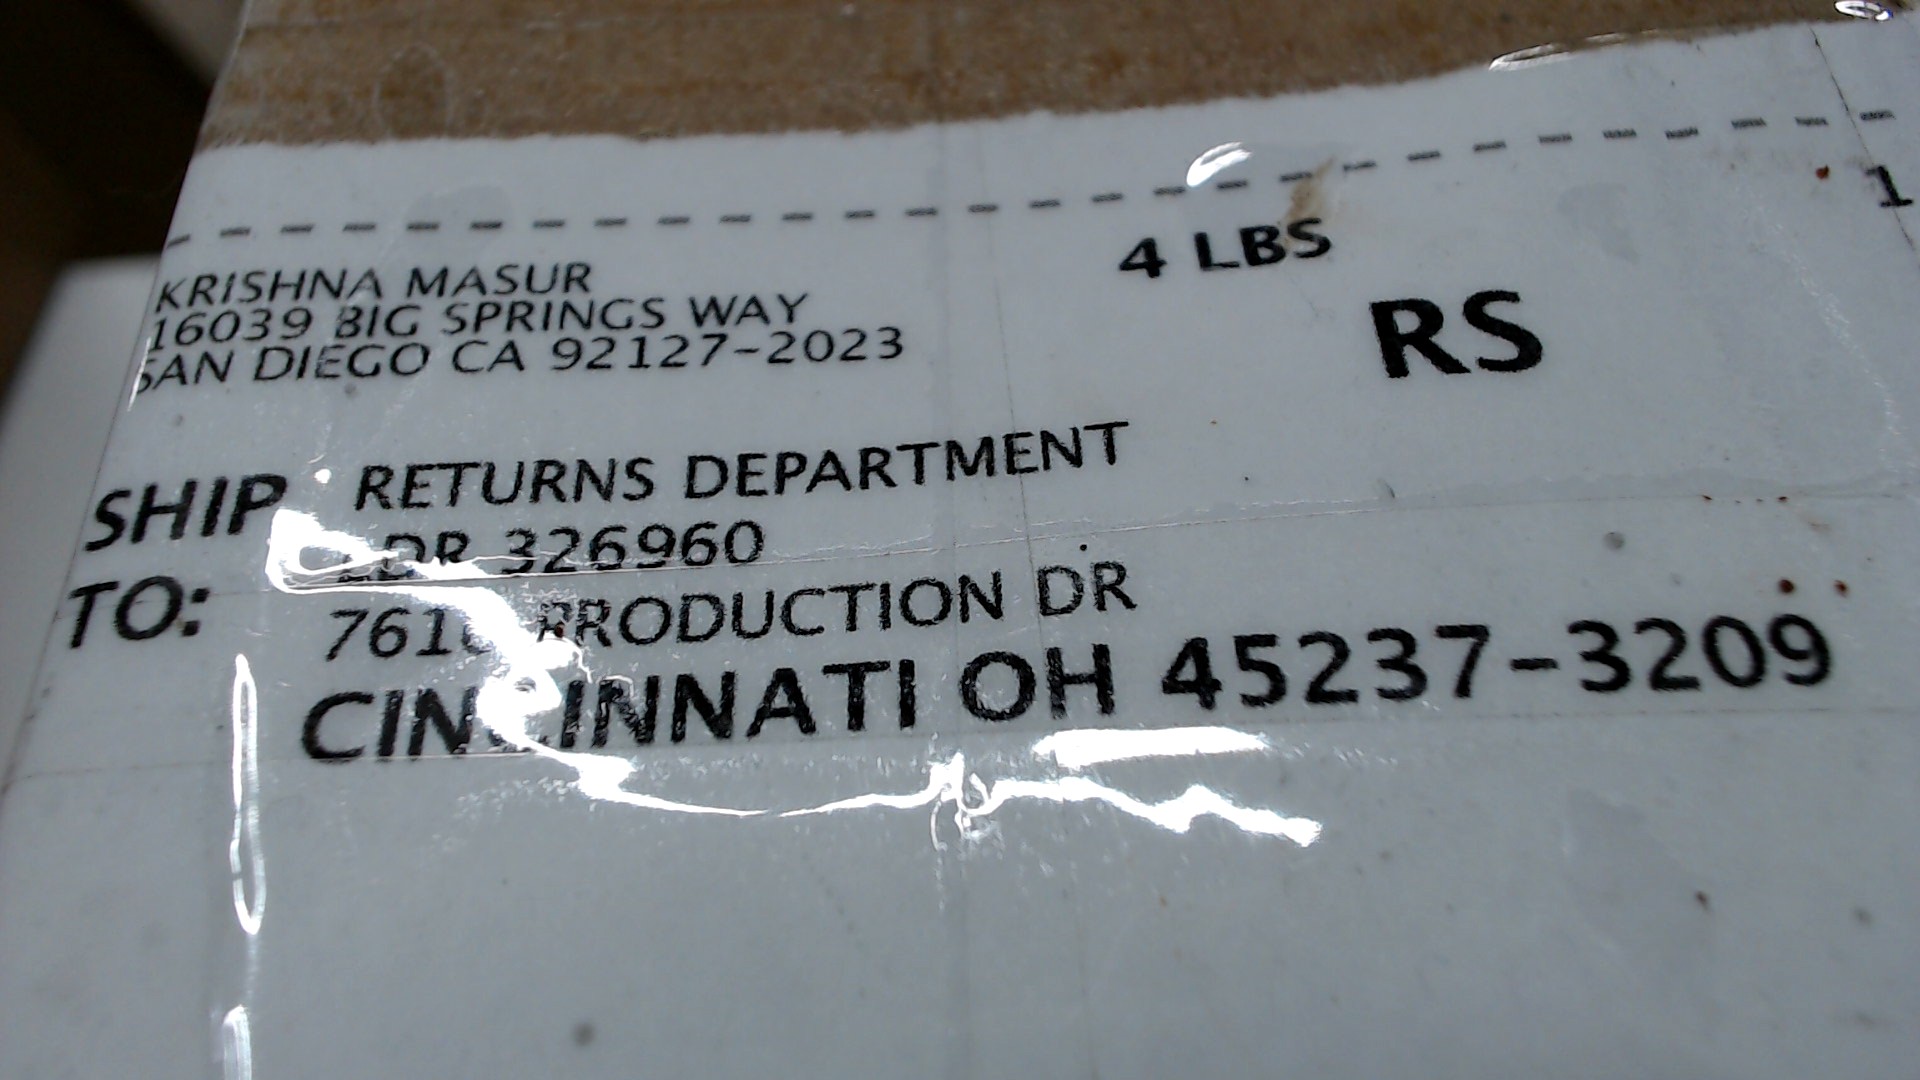 4 LBS
1
RS
KRISHNA MASUR
16039 BIG SPRINGS WAY
SAN DIEGO CA 92127-2023
SHIP TO:
RETURNS DEPARTMENT
326960
PRODUCTION DR
CINCINNATI OH 45237-3209